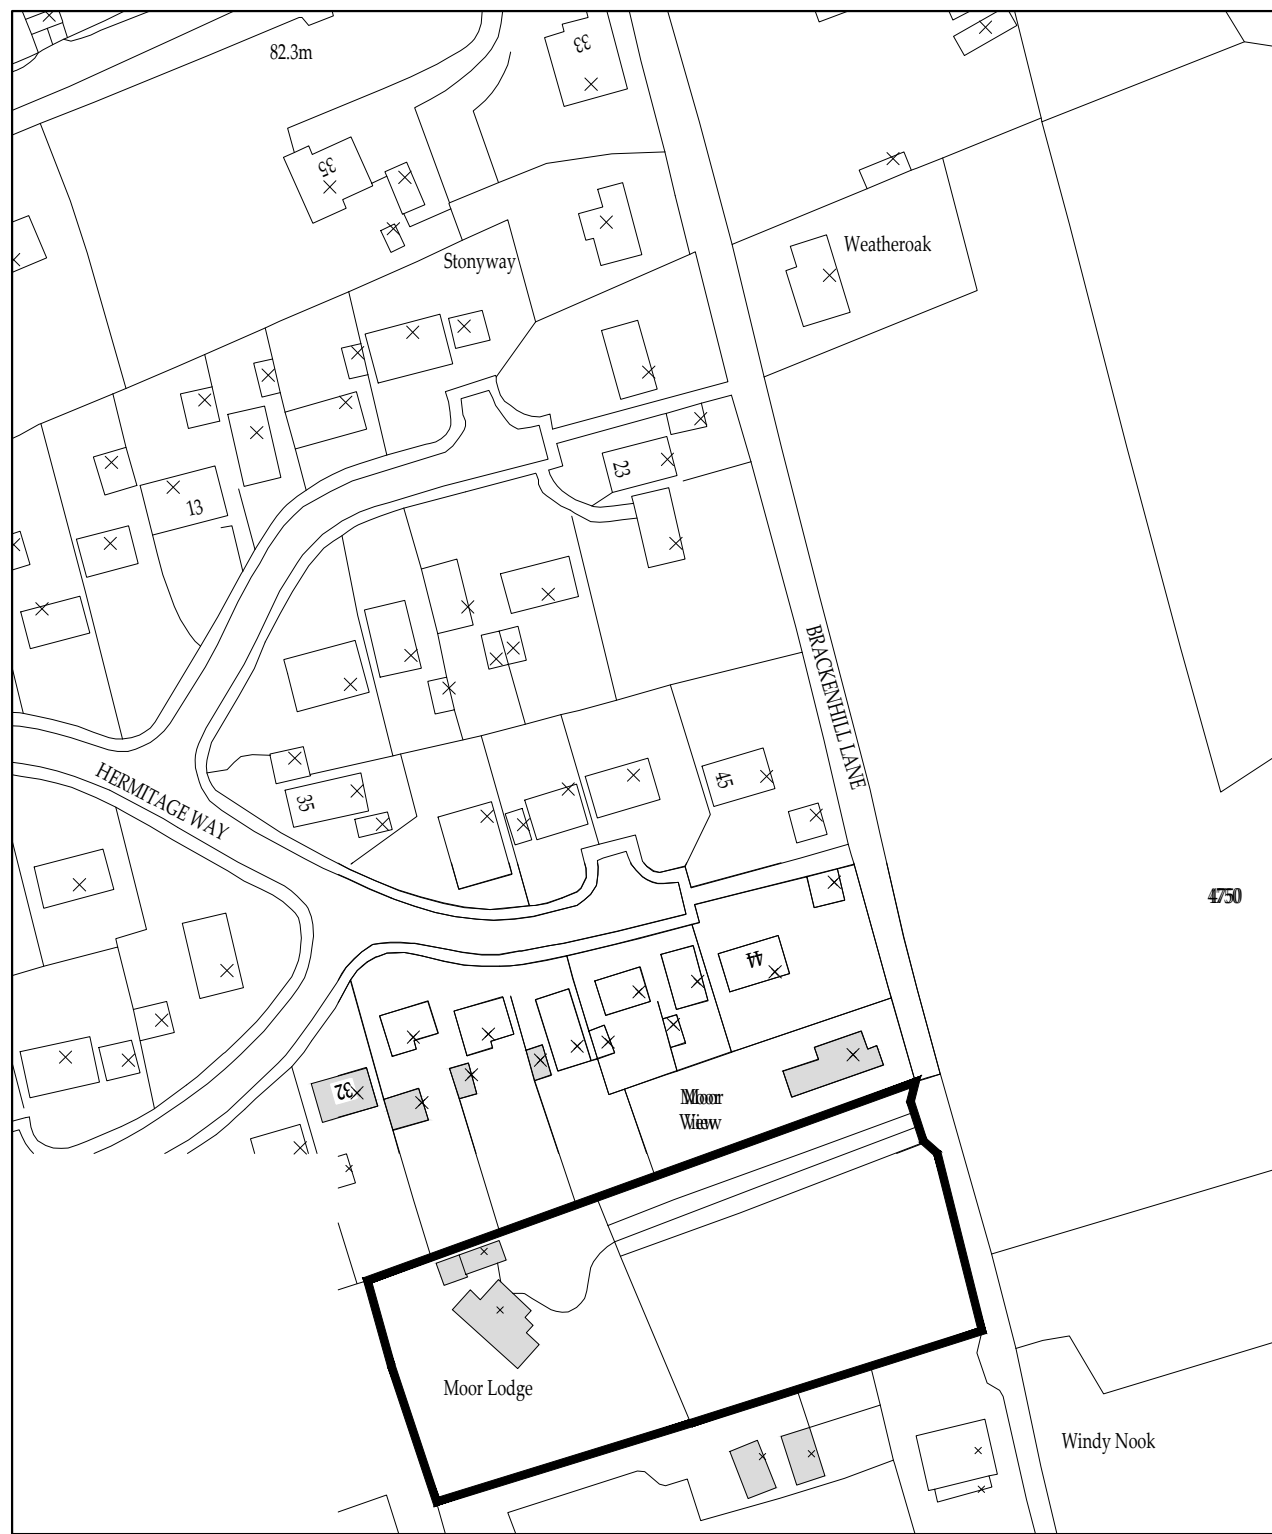 82.3m
33
35
Weatheroak
Stonyway
23
13
BRACKENHILL LANE
HERMITAGE WAY
35
45
4750
44
32
Moor
View
Moor Lodge
Windy Nook